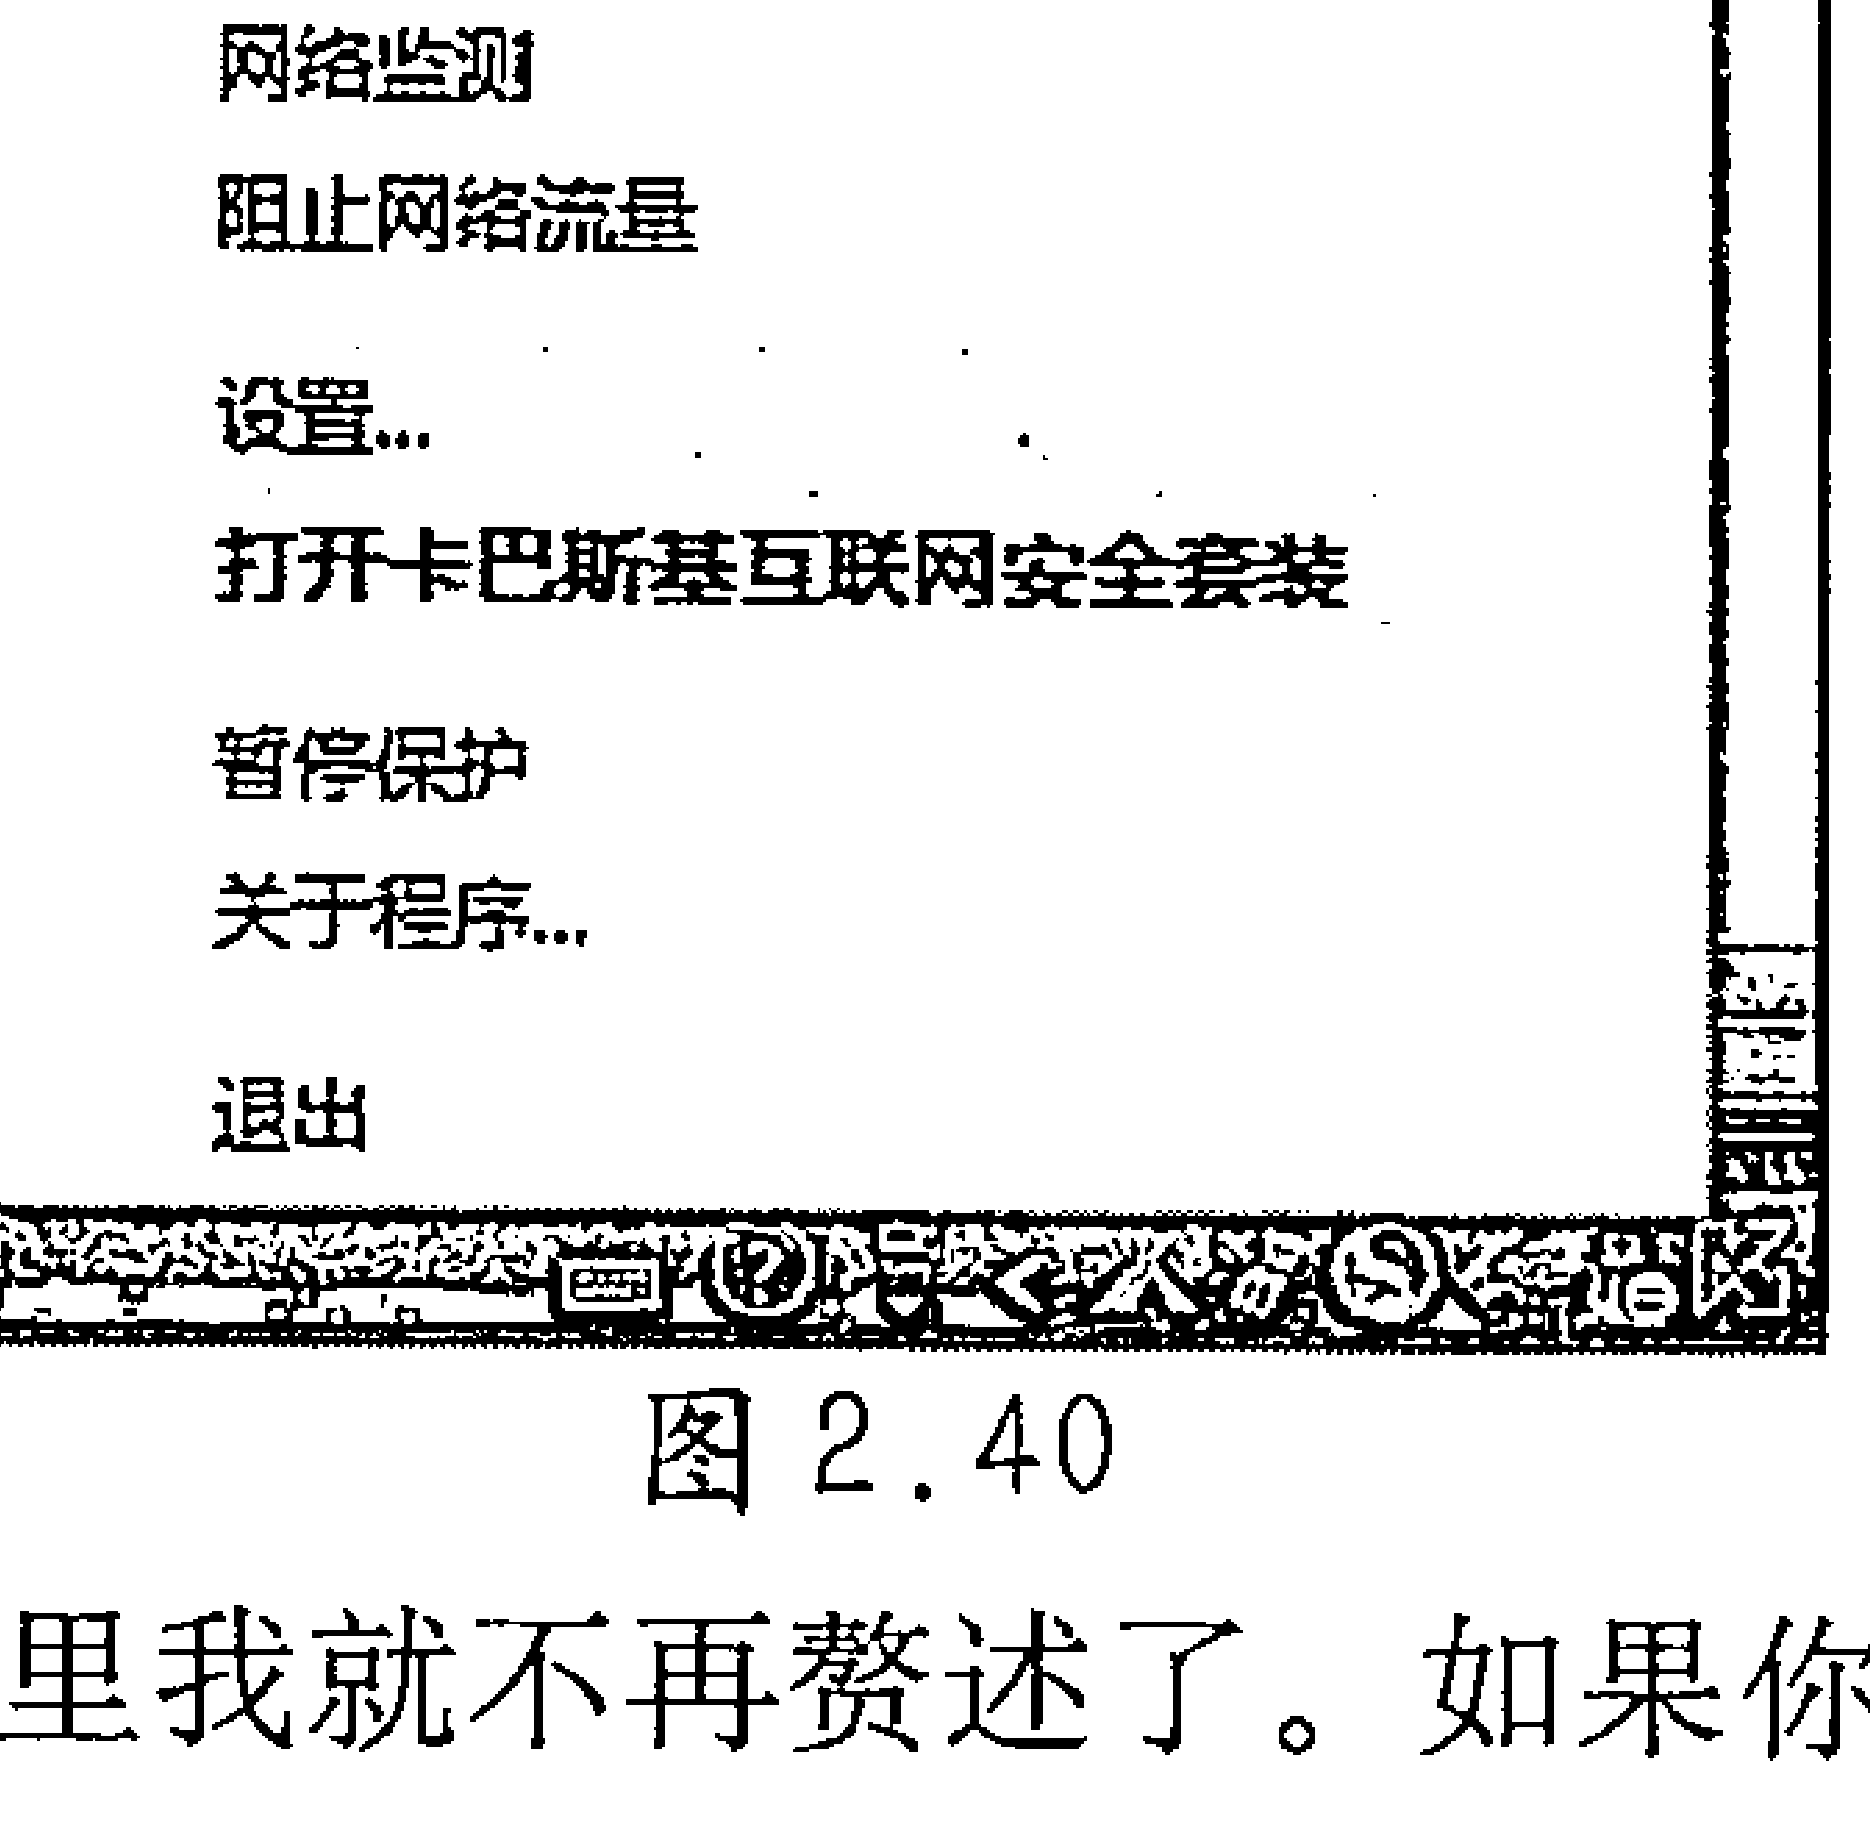 网络监测
阻止网络流量
设置...
打开卡巴斯基互联网安全套装
暂停保护
关于程序...
退出
图 2.40
里我就不再赘述了。如果你